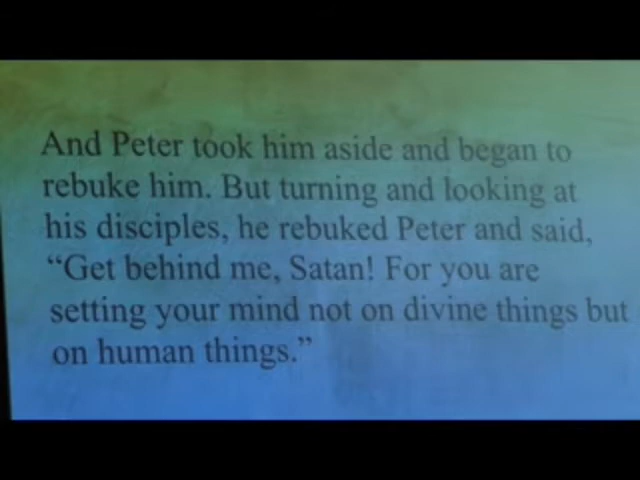 And Peter took him aside and began to
rebuke him. But turning and looking at
his disciples, he rebuked Peter and said,
“Get behind me, Satan! For you are
setting your mind not on divine things but
on human things.”